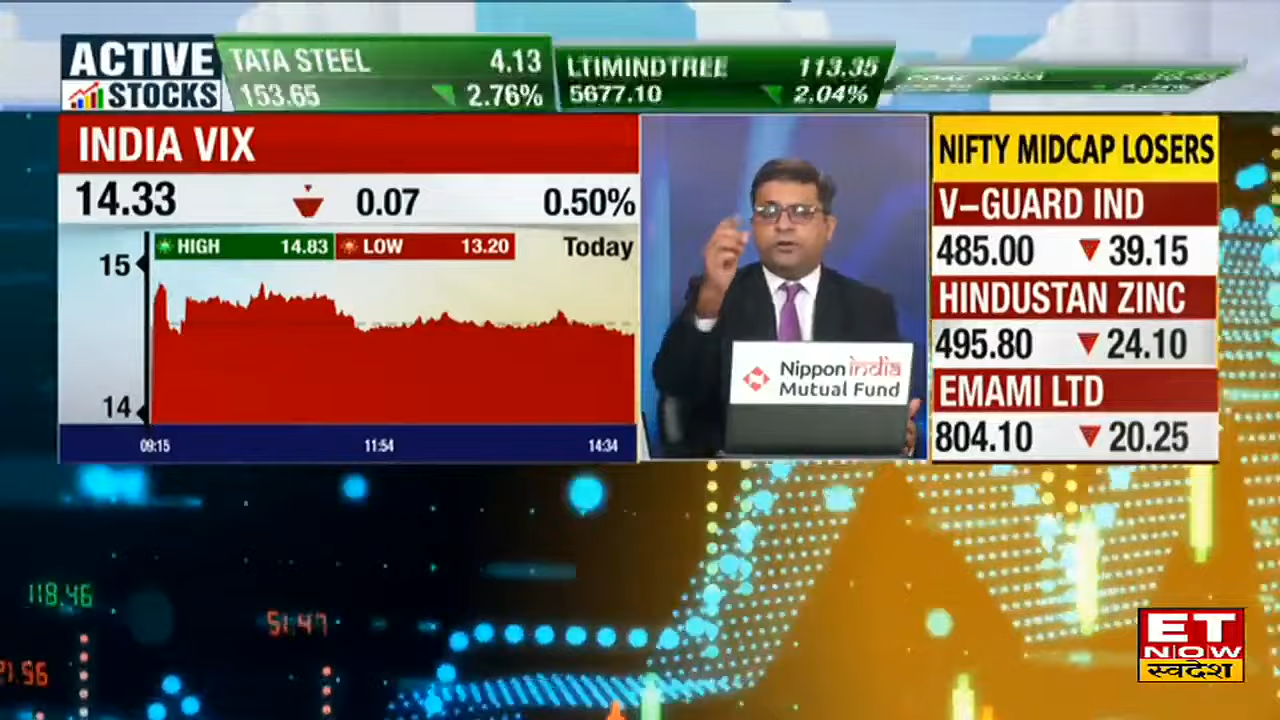 ACTIVE
STOCKS
TATA STEEL 4.13
153.65 2.76%
LTIMINDTREE 113.35
5677.10 2.04%
INDIA VIX
14.33 0.07 0.50%
HIGH 14.83 LOW 13.20 Today
15
14
09:15 11:54 14:34
Nippon india
Mutual Fund
NIFTY MIDCAP LOSERS
V-GUARD IND
485.00 39.15
HINDUSTAN ZINC
495.80 24.10
EMAMI LTD
804.10 20.25
118.46
51.47
ET
NOW
स्वदेश